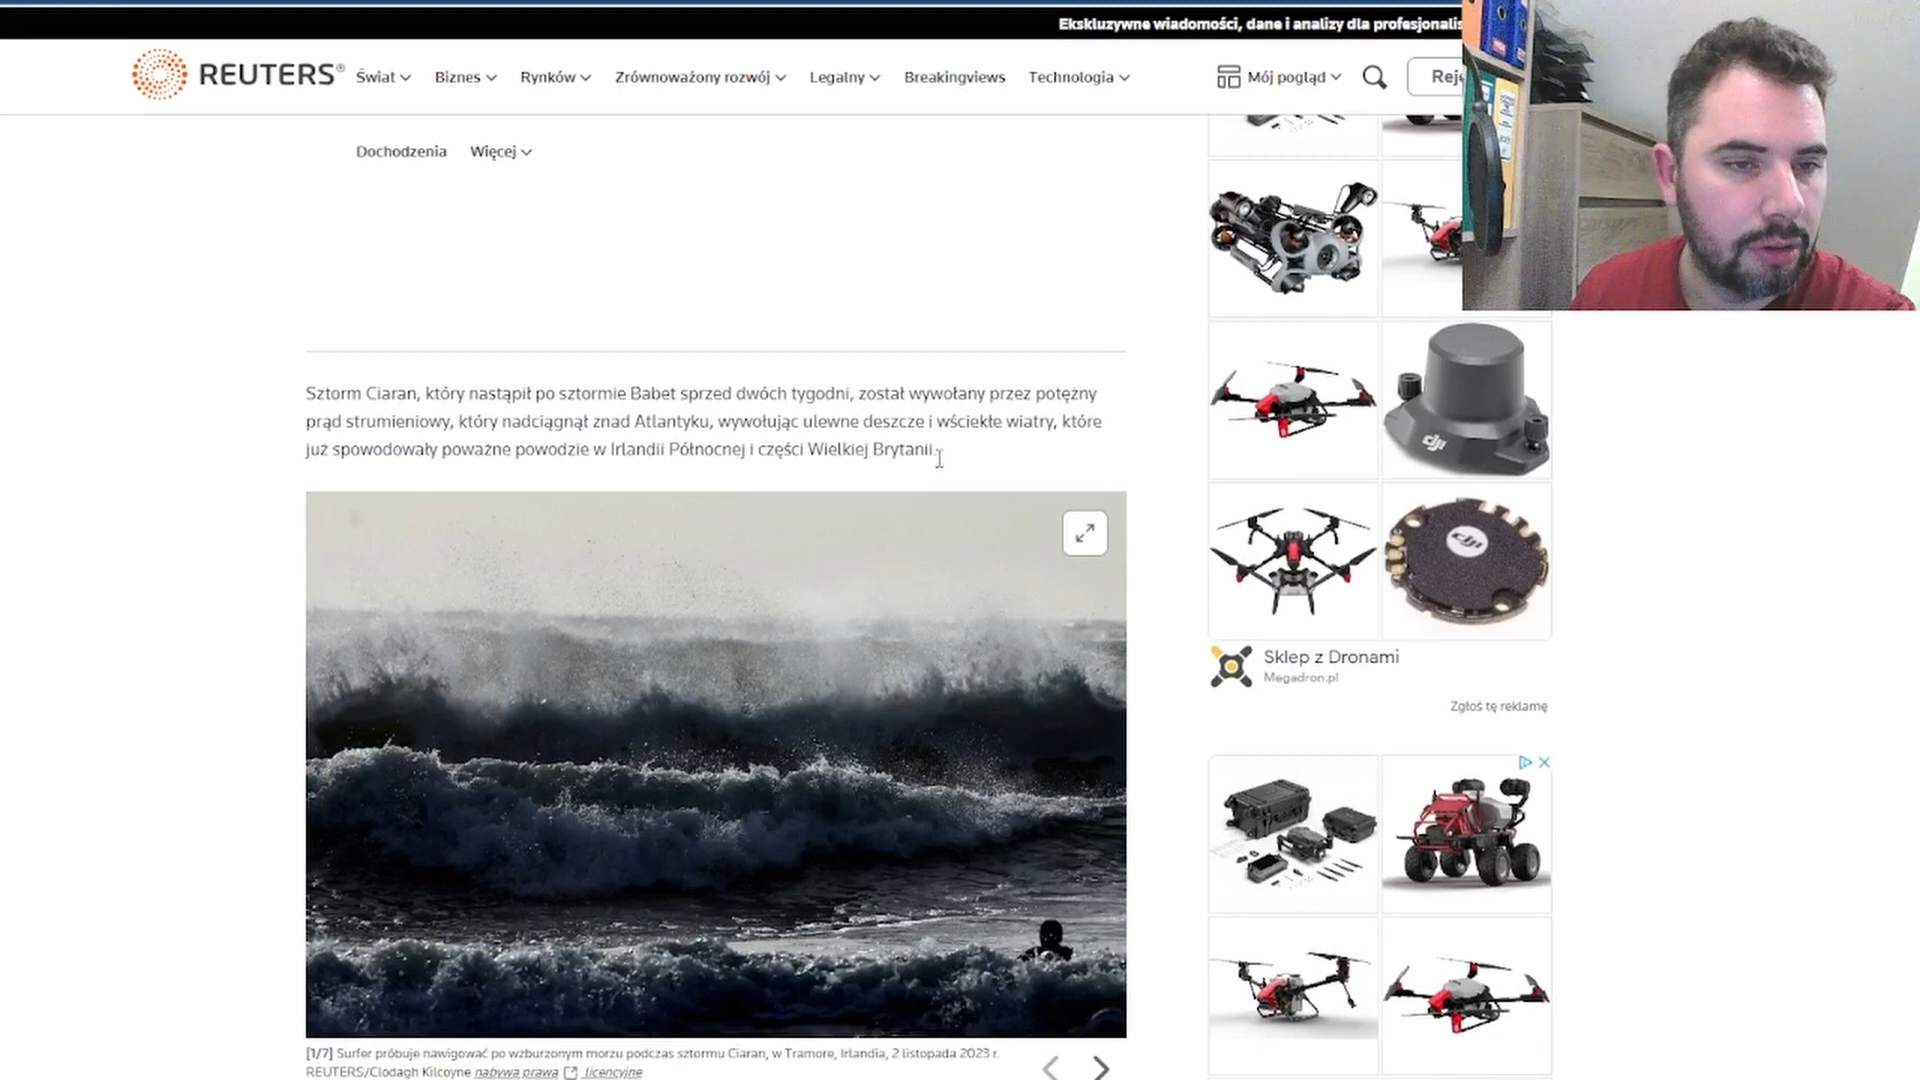 Ekskluzywne wiadomości, dane i analizy dla profesjonalis
REUTERS®
Świat
Biznes
Rynków
Zrównoważony rozwój
Legalny
Breakingviews
Technologia
Mój pogląd
Reje
Dochodzenia
Więcej
Sztorm Ciaran, który nastąpił po sztormie Babet sprzed dwóch tygodni, został wywołany przez potężny
prąd strumieniowy, który nadciągnął znad Atlantyku, wywołując ulewne deszcze i wściekłe wiatry, które
już spowodowały poważne powodzie w Irlandii Północnej i części Wielkiej Brytanii.
dji
dji
Sklep z Dronami
Megadron.pl
Zgłoś tę reklamę
[1/7] Surfer próbuje nawigować po wzburzonym morzu podczas sztormu Ciaran, w Tramore, Irlandia, 2 listopada 2023 r.
REUTERS/Clodagh Kilcoyne nabywa prawa licencyjne